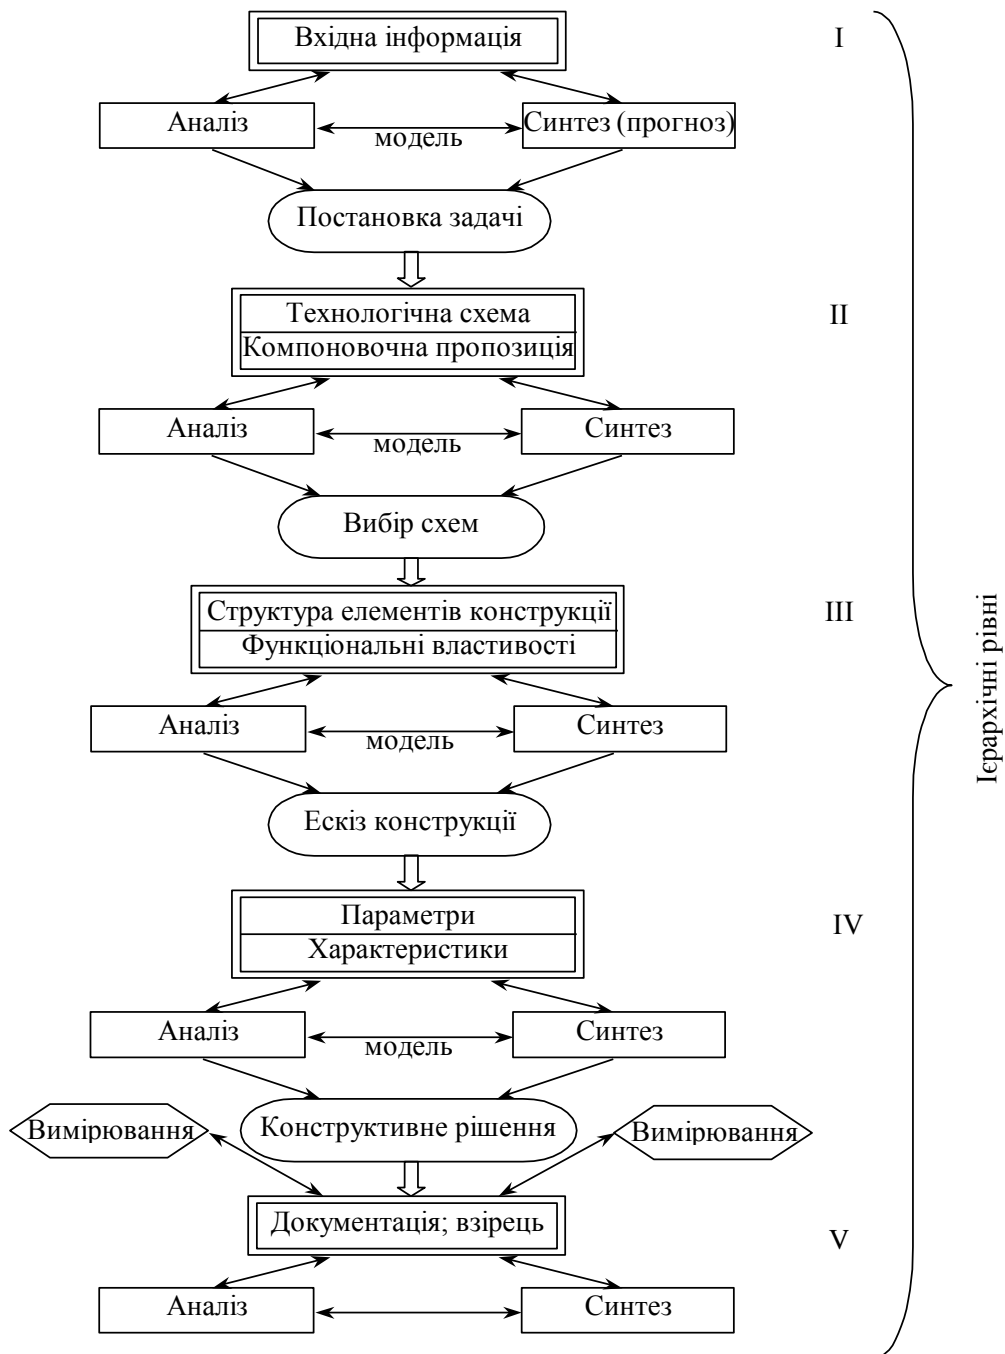 Вхідна інформація
I
Аналіз
модель
Синтез (прогноз)
Постановка задачі
Технологічна схема
II
Компоновочна пропозиція
Аналіз
модель
Синтез
Вибір схем
Структура елементів конструкції
III
Функціональні властивості
Аналіз
модель
Синтез
Ескіз конструкції
Параметри
IV
Характеристики
Аналіз
модель
Синтез
Вимірювання
Конструктивне рішення
Вимірювання
Документація; взірець
V
Аналіз
Синтез
Ієрархічні рівні